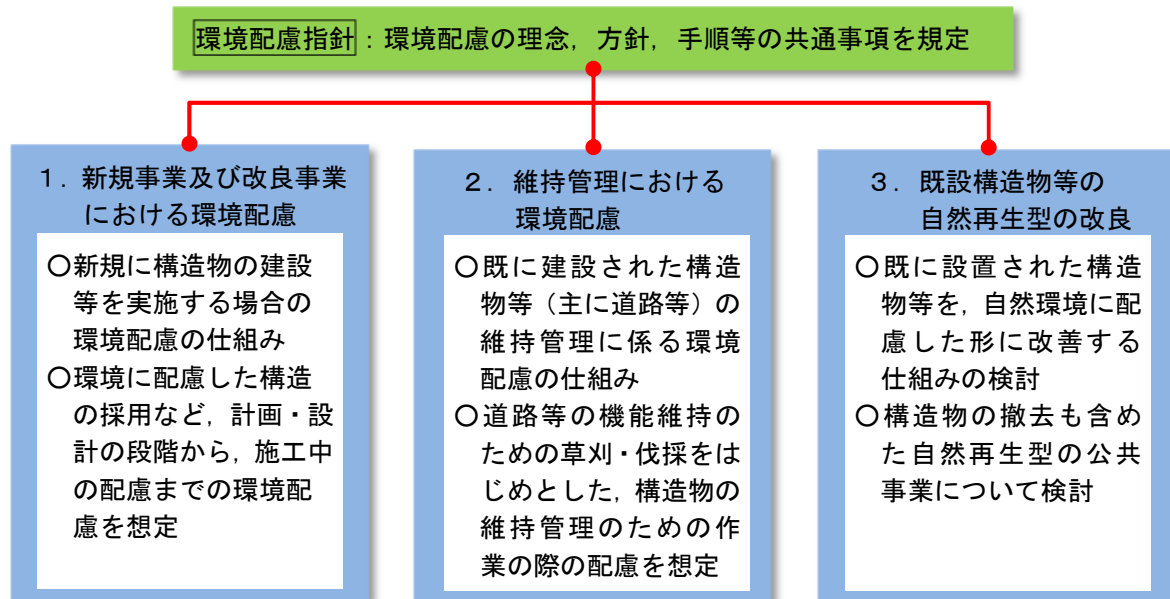 環境配慮指針：環境配慮の理念，方針，手順等の共通事項を規定
１．新規事業及び改良事業
における環境配慮
○新規に構造物の建設
等を実施する場合の
環境配慮の仕組み
○環境に配慮した構造
の採用など，計画・設
計の段階から，施工中
の配慮までの環境配
慮を想定
２．維持管理における
環境配慮
○既に建設された構造
物等（主に道路等）の
維持管理に係る環境
配慮の仕組み
○道路等の機能維持の
ための草刈・伐採をは
じめとした，構造物の
維持管理のための作
業の際の配慮を想定
３．既設構造物等の
自然再生型の改良
○既に設置された構造
物等を，自然環境に配
慮した形に改善する
仕組みの検討
○構造物の撤去も含め
た自然再生型の公共
事業について検討